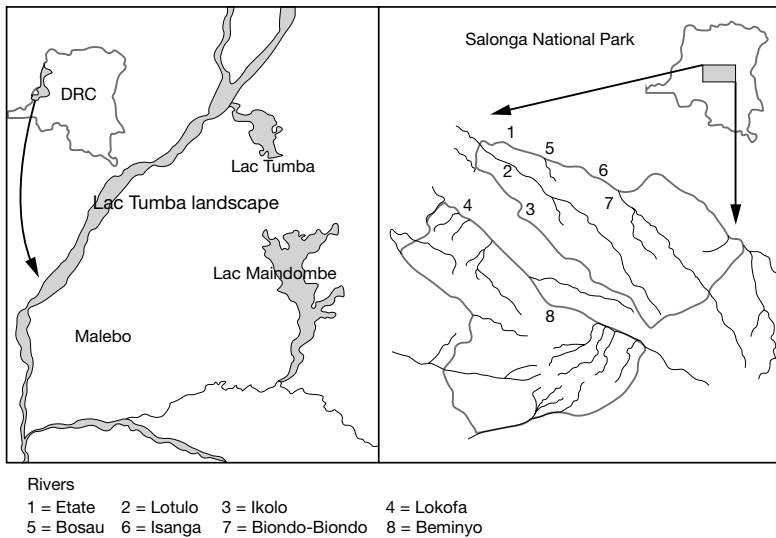 DRC
Lac Tumba
Lac Tumba landscape
Lac Maindombe
Malebo
Salonga National Park
1
5
2
6
7
3
4
8
Rivers
1 = Etate 2 = Lotulo 3 = Ikolo 4 = Lokofa
5 = Bosau 6 = Isanga 7 = Biondo-Biondo 8 = Beminyo